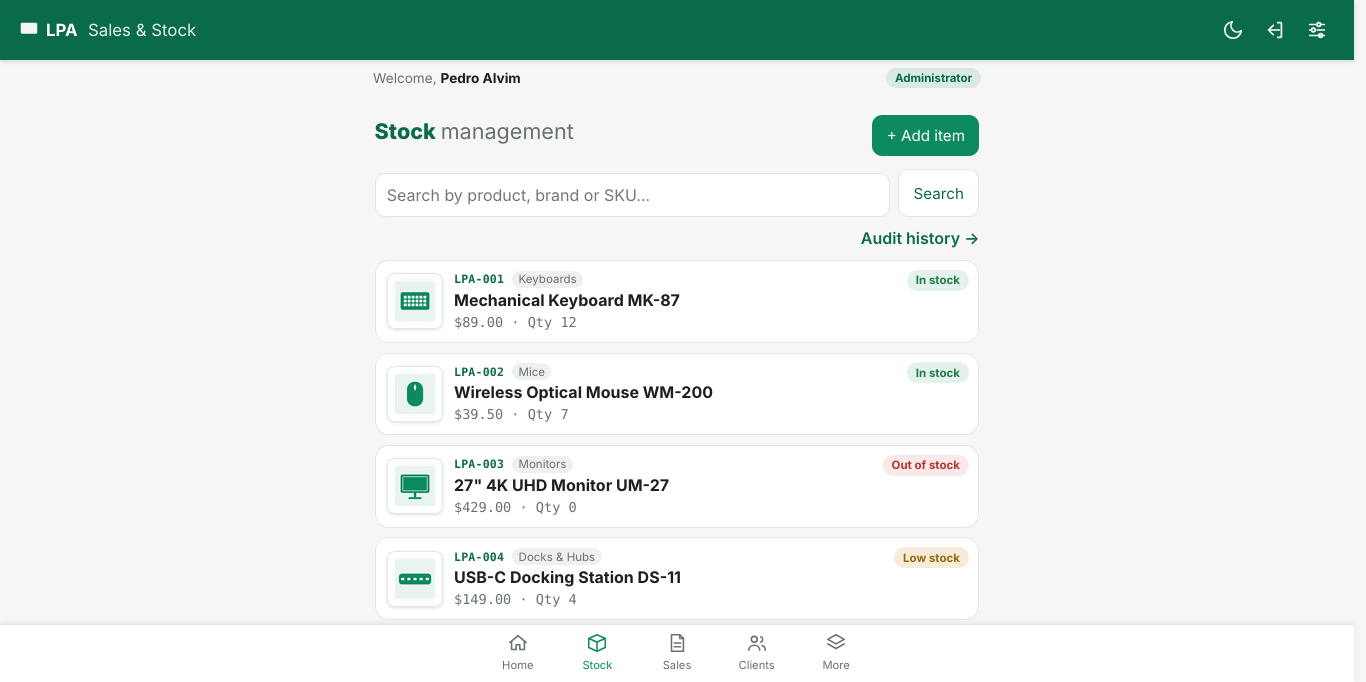 LPA Sales & Stock
Welcome, Pedro Alvim
Administrator
Stock management
+ Add item
Search by product, brand or SKU...
Search
Audit history →
LPA-001 Keyboards
In stock
Mechanical Keyboard MK-87
$89.00 · Qty 12
LPA-002 Mice
In stock
Wireless Optical Mouse WM-200
$39.50 · Qty 7
LPA-003 Monitors
Out of stock
27" 4K UHD Monitor UM-27
$429.00 · Qty 0
LPA-004 Docks & Hubs
Low stock
USB-C Docking Station DS-11
$149.00 · Qty 4
Home
Stock
Sales
Clients
More